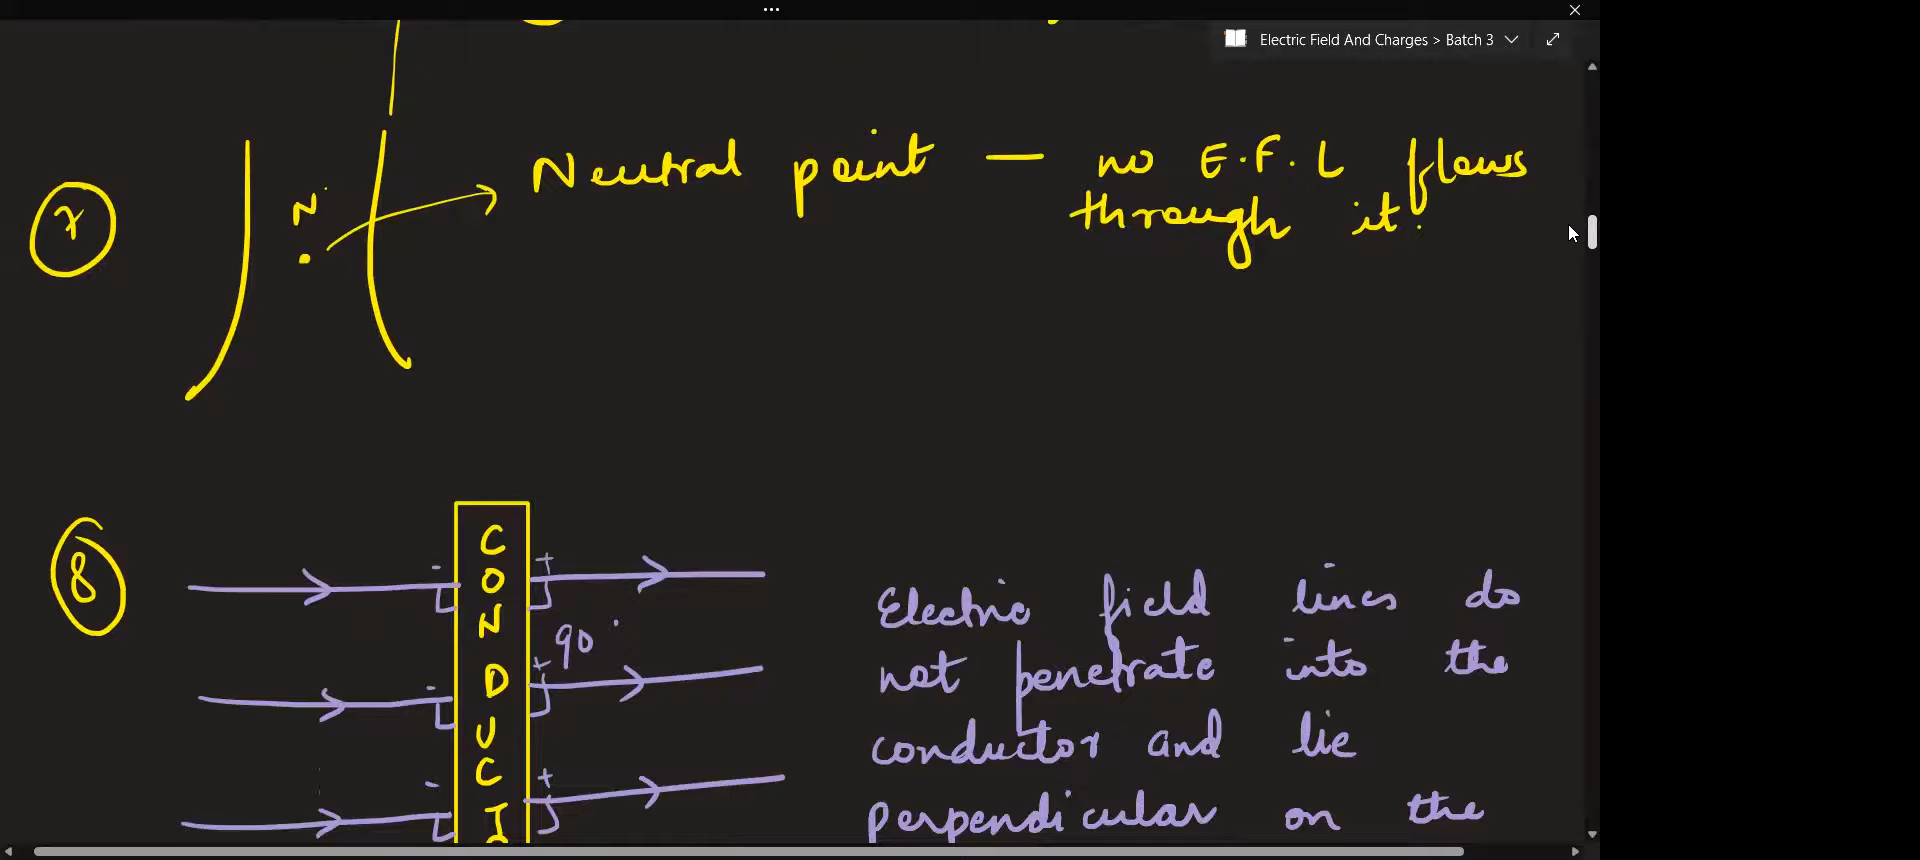 Electric Field And Charges > Batch 3
7
N
Neutral point — no E.F.L flows
through it.
8
CONDUCT
- +
90°
- +
- +
Electric field lines do
not penetrate into the
conductor and lie
perpendicular on the